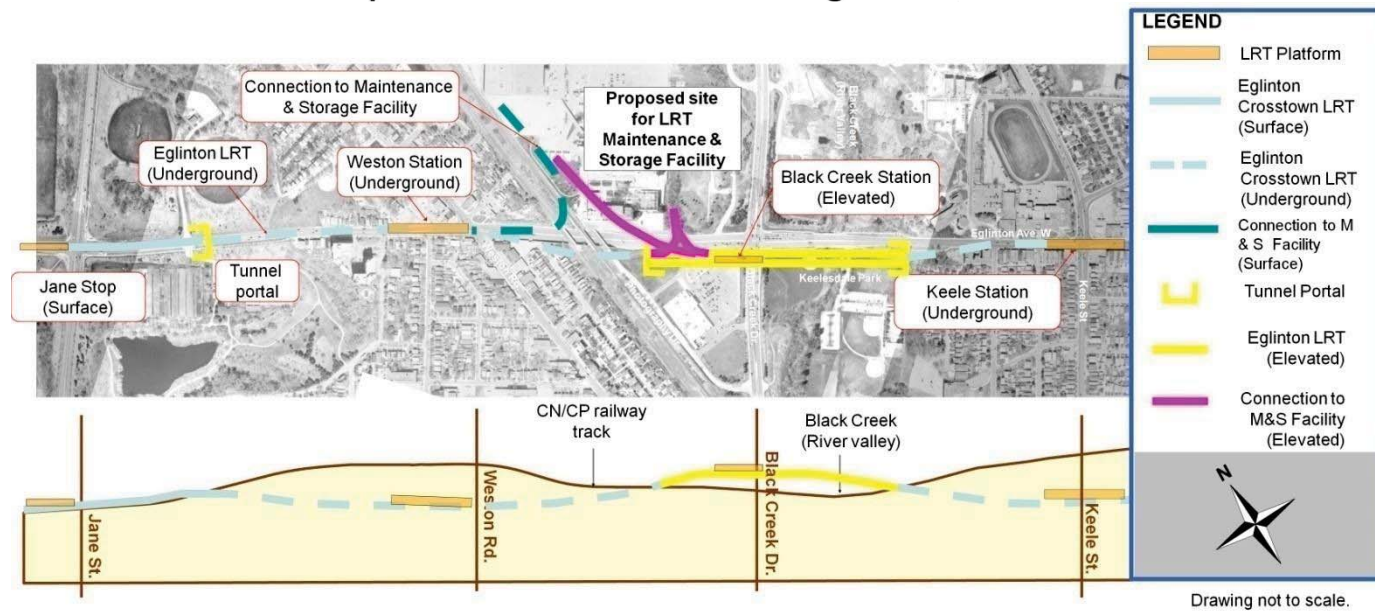 Connection to Maintenance
& Storage Facility
Proposed site
for LRT
Maintenance &
Storage Facility
Eglinton LRT
(Underground)
Weston Station
(Underground)
Black Creek Station
(Elevated)
Black Creek
Eglinton Ave. W
Keelesdale Park
Jane Stop
(Surface)
Tunnel
portal
Keele Station
(Underground)
Keele St
CN/CP railway
track
Black Creek
(River valley)
Jane St.
Weston Rd.
Black Creek Dr.
Keele St.
LEGEND
LRT Platform
Eglinton
Crosstown LRT
(Surface)
Eglinton
Crosstown LRT
(Underground)
Connection to M
& S Facility
(Surface)
Tunnel Portal
Eglinton LRT
(Elevated)
Connection to
M&S Facility
(Elevated)
N
Drawing not to scale.